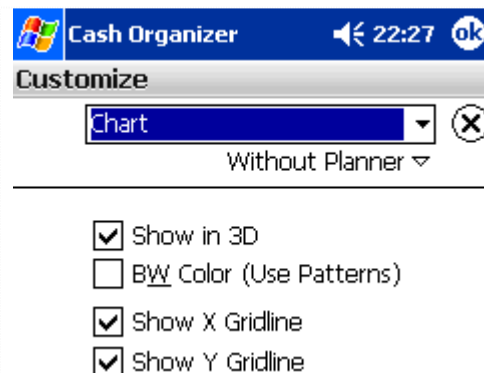 Cash Organizer 22:27 ok
Customize
Chart
Without Planner
Show in 3D
BW Color (Use Patterns)
Show X Gridline
Show Y Gridline